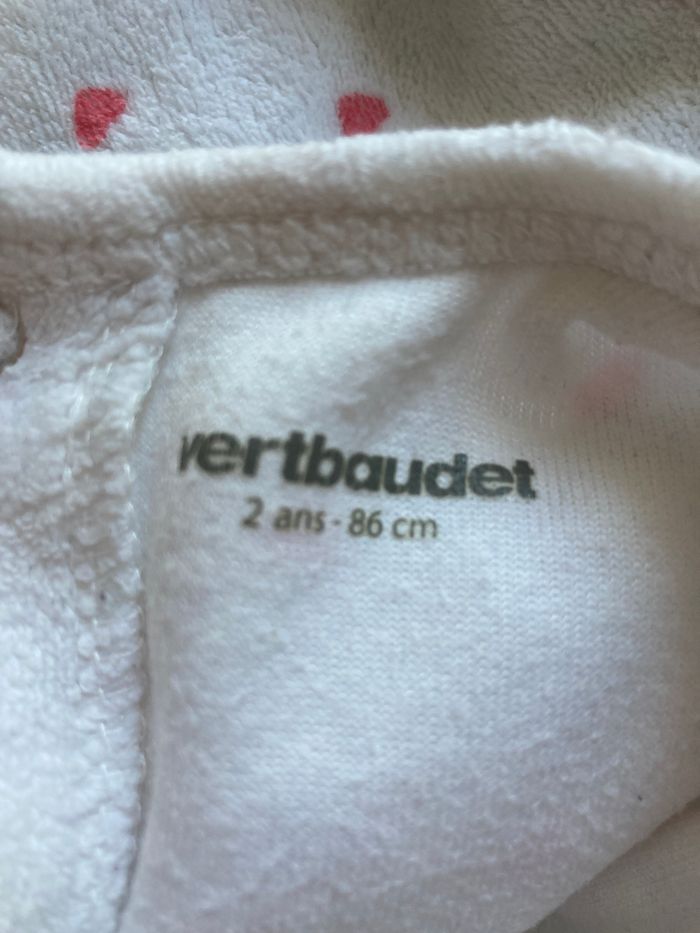 vertbaudet
2 ans - 86 cm